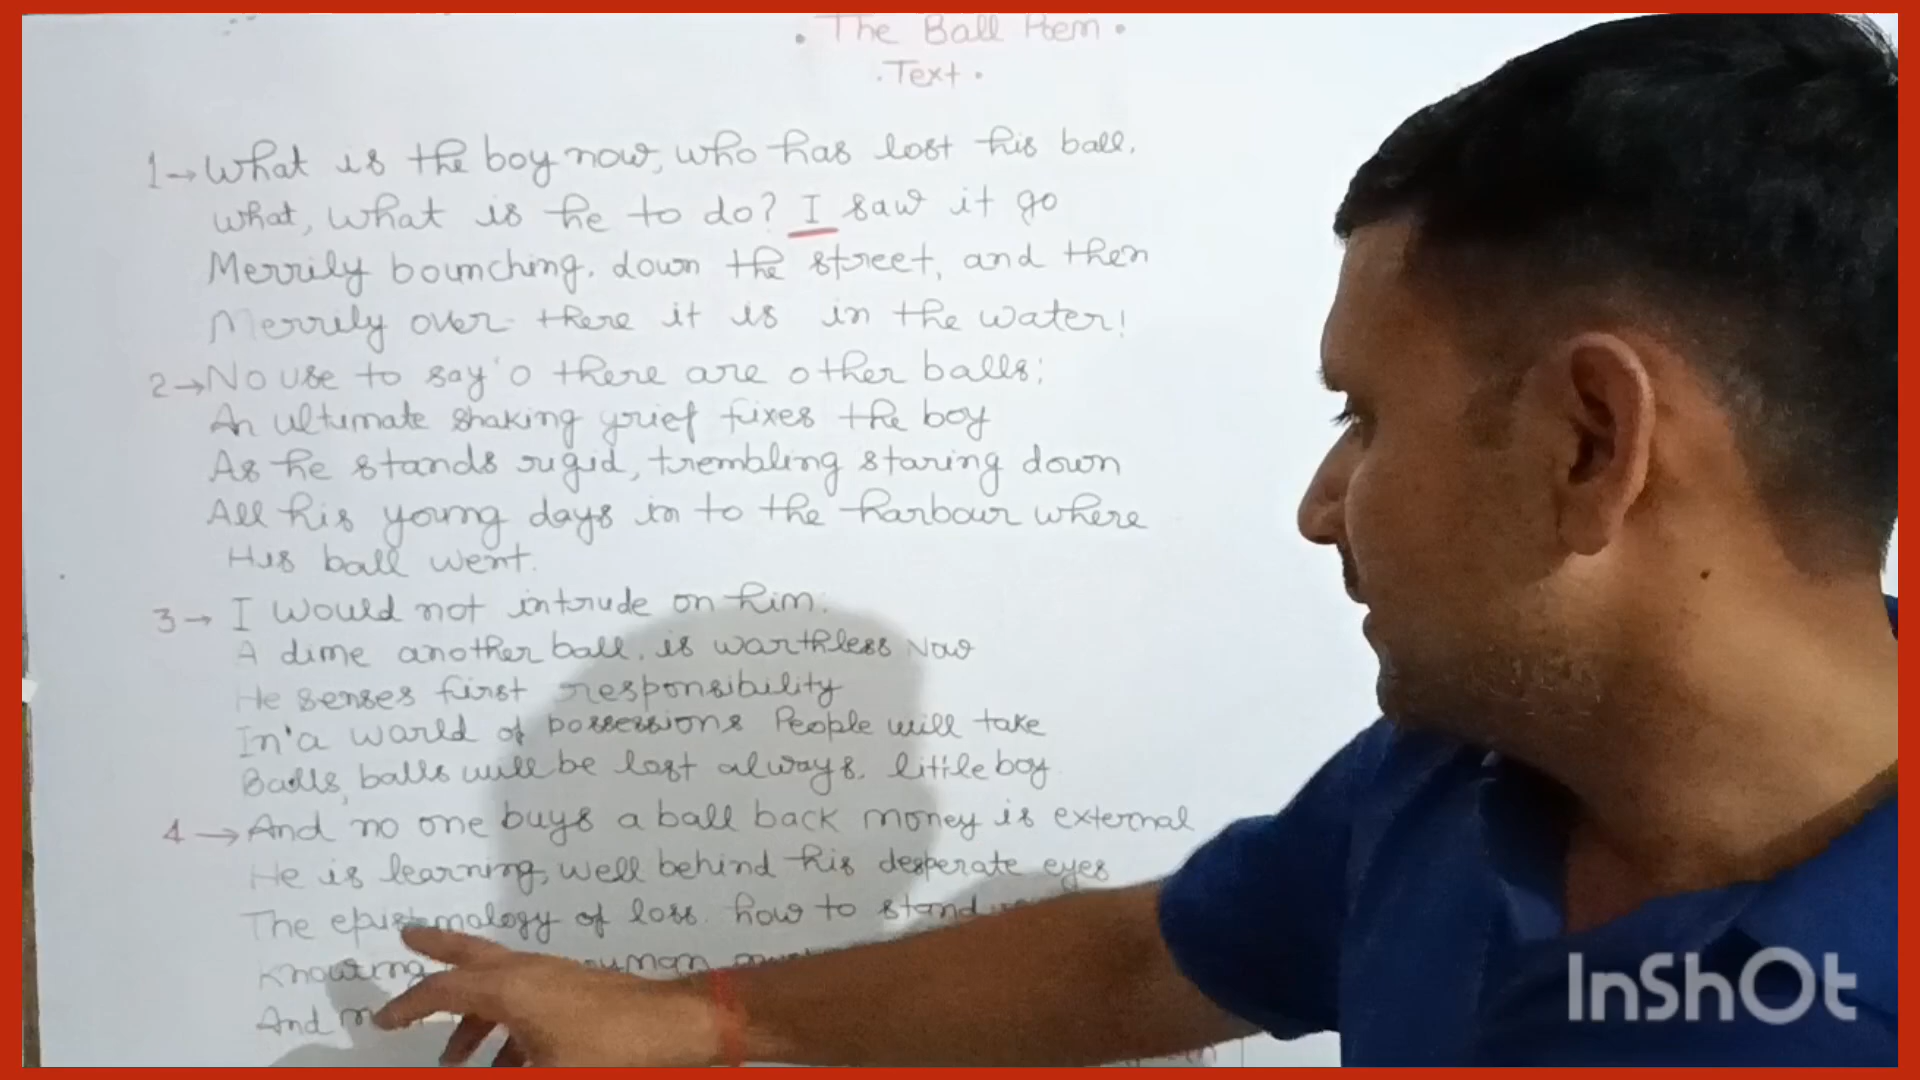 . The Ball Poem .
. Text .
1→ What is the boy now, who has lost his ball.
what, what is he to do? I saw it go
Merrily bounching. down the street, and then
Merrily over there it is in the water!
2→ No use to say 'o there are other balls;
An ultimate shaking grief fixes the boy
As he stands rigid, trembling staring down
All his young days in to the harbour where
His ball went.
3→ I would not intrude on him.
A dime another ball. is warthless Now
He senses first responsibility
In'a warld of possessions People will take
Balls, balls will be lost always. little boy
4→ And no one buys a ball back money is external
He is learning, well behind his desperate eyes
The epistemology of loss. how to stand
Knowing
And
InShOt